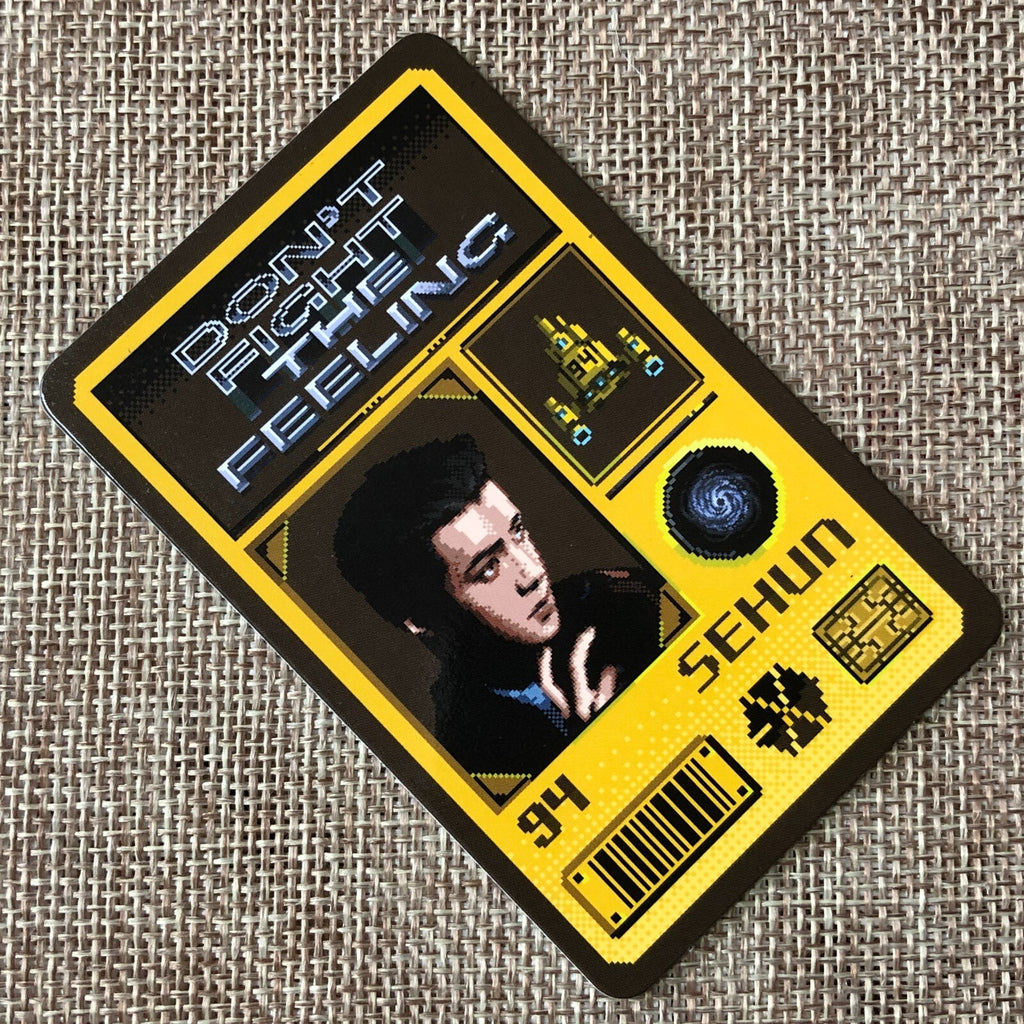 DON'T
FIGHT
THE
FEELING
SEHUN
94